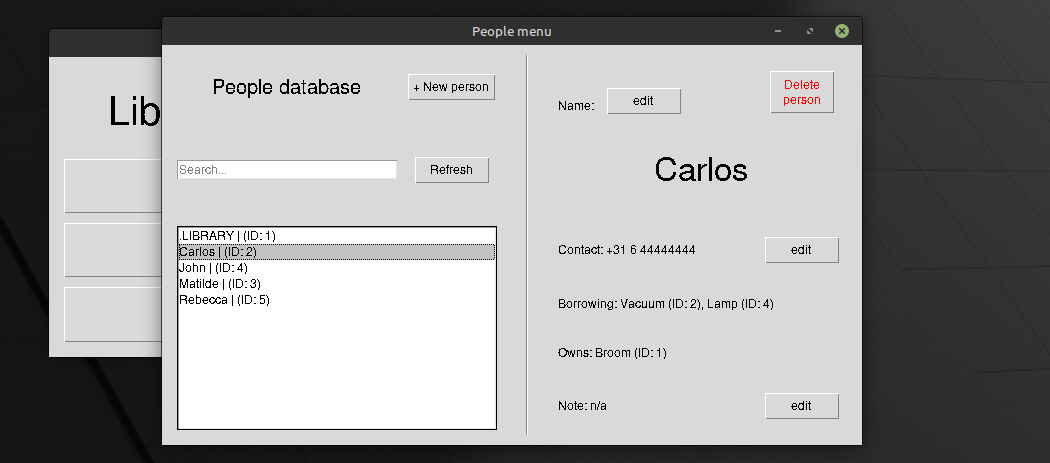 People menu
Lib
People database
+ New person
Search...
Refresh
.LIBRARY | (ID: 1)
Carlos | (ID: 2)
John | (ID: 4)
Matilde | (ID: 3)
Rebecca | (ID: 5)
Name:
edit
Delete
person
Carlos
Contact: +31 6 44444444
edit
Borrowing: Vacuum (ID: 2), Lamp (ID: 4)
Owns: Broom (ID: 1)
Note: n/a
edit